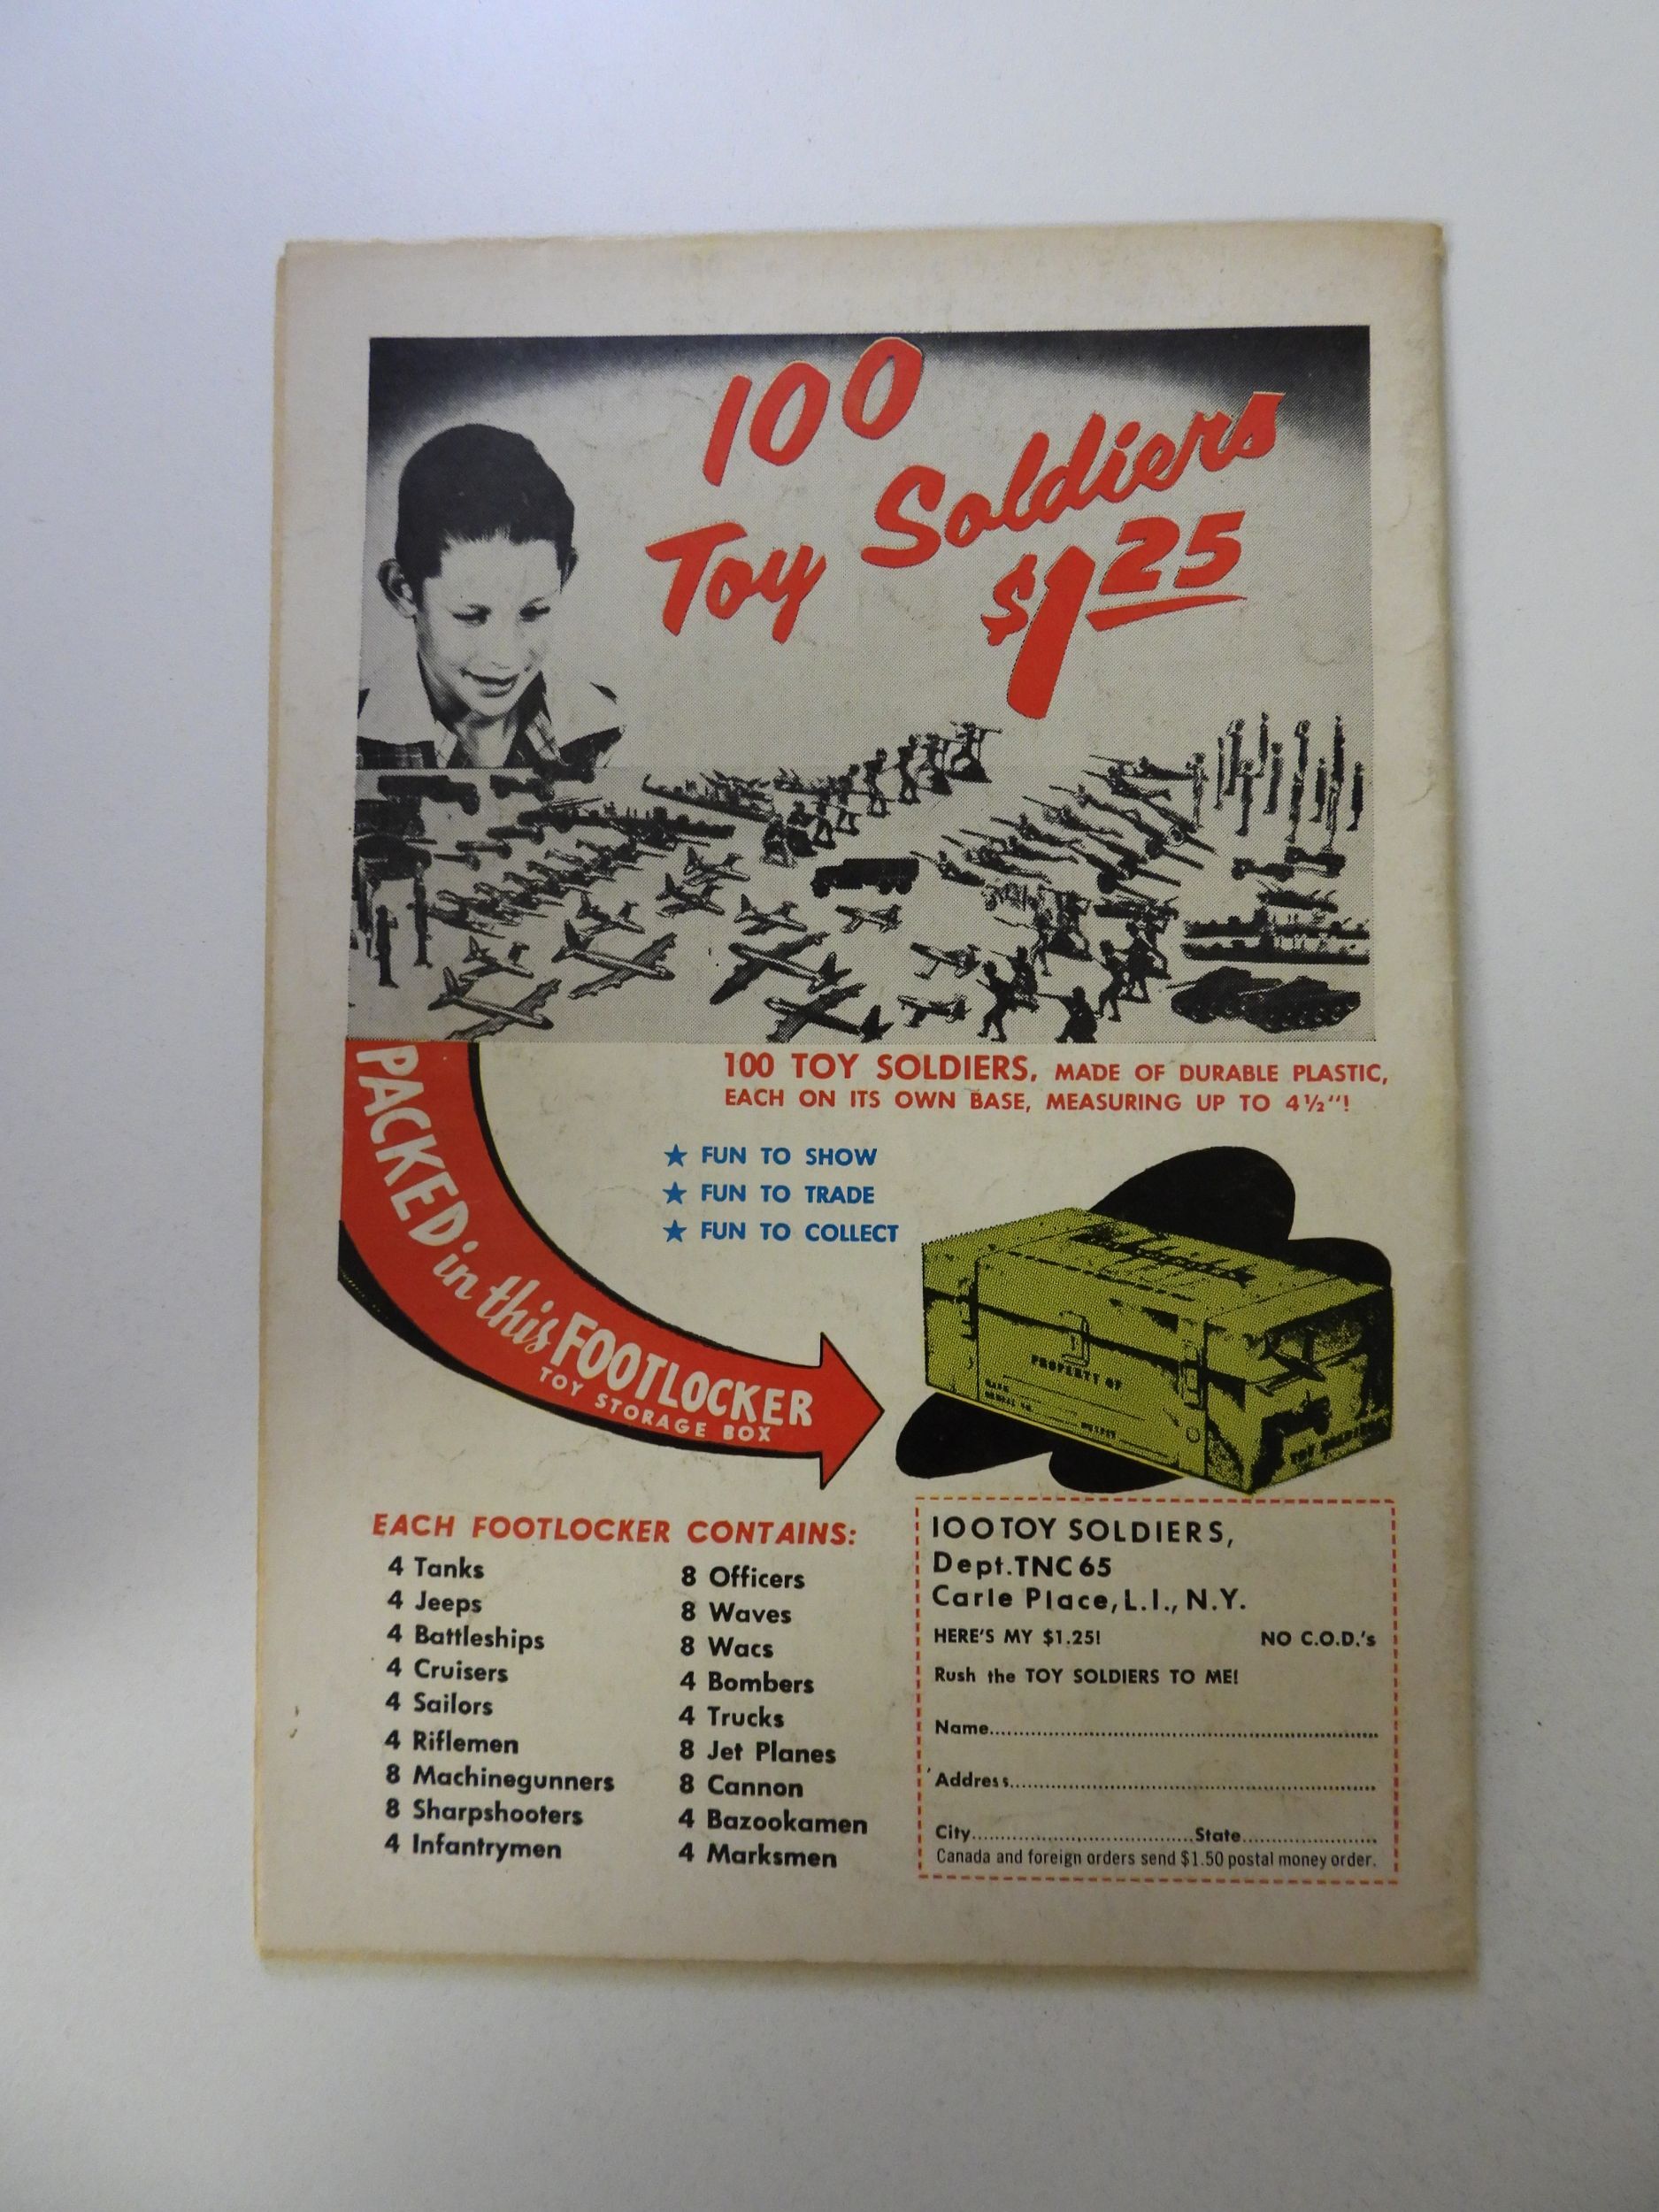 100
Toy Soldiers
$1 25
100 TOY SOLDIERS, MADE OF DURABLE PLASTIC,
EACH ON ITS OWN BASE, MEASURING UP TO 4½"!
★ FUN TO SHOW
★ FUN TO TRADE
★ FUN TO COLLECT
PACKED in this FOOTLOCKER
TOY STORAGE BOX
PROPERTY OF
EACH FOOTLOCKER CONTAINS:
4 Tanks
4 Jeeps
4 Battleships
4 Cruisers
4 Sailors
4 Riflemen
8 Machinegunners
8 Sharpshooters
4 Infantrymen
8 Officers
8 Waves
8 Wacs
4 Bombers
4 Trucks
8 Jet Planes
8 Cannon
4 Bazookamen
4 Marksmen
100 TOY SOLDIERS,
Dept. TNC 65
Carle Place, L.I., N.Y.
HERE'S MY $1.25! NO C.O.D.'s
Rush the TOY SOLDIERS TO ME!
Name
Address
City State
Canada and foreign orders send $1.50 postal money order.